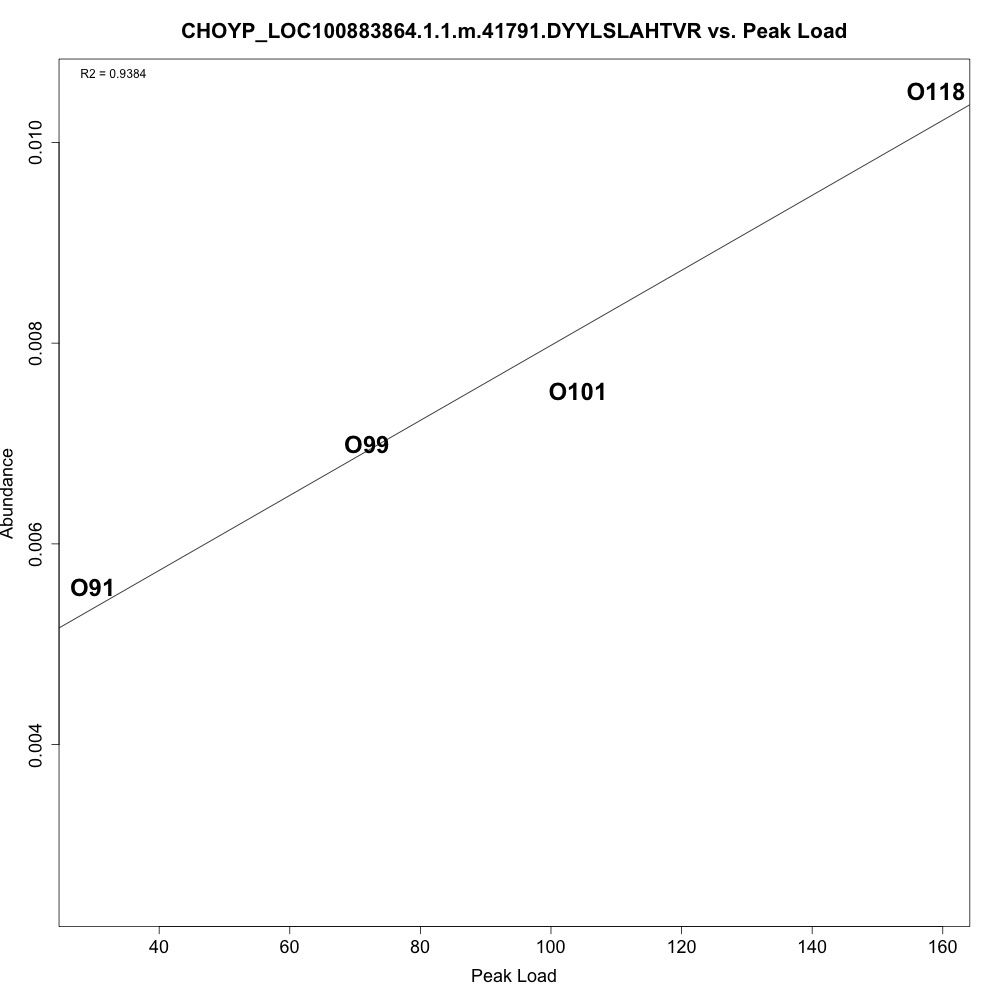 CHOYP_LOC100883864.1.1.m.41791.DYYLSLAHTVR vs. Peak Load
R2 = 0.9384
O118
0.010
0.008
O101
O99
Abundance
0.006
O91
0.004
40 60 80 100 120 140 160
Peak Load